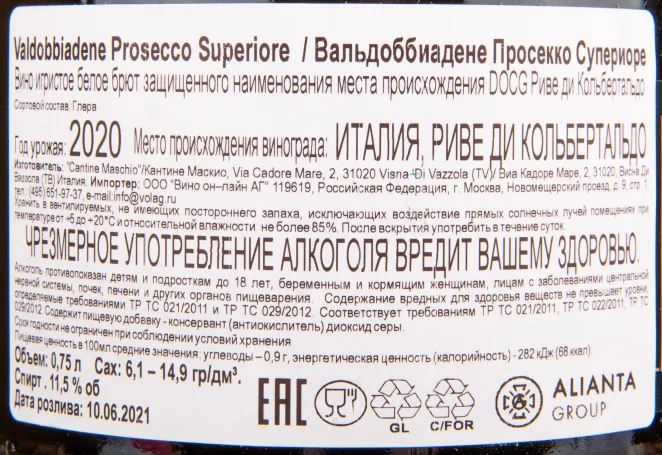 Valdobbiadene Prosecco Superiore / Вальдоббиадене Просекко Супериоре
Вино игристое белое брют защищенного наименования места происхождения DOCG Риве ди Кольбертальдо
Сортовой состав: Глера
Год урожая: 2020 Место происхождения винограда: ИТАЛИЯ, РИВЕ ДИ КОЛЬБЕРТАЛЬДО
Изготовитель: "Cantine Maschio"/Кантине Маскио, Via Cadore Mare, 2, 31020 Visna Di Vazzola (TV)/ Виа Кадоре Маре, 2, 31020, Висна Ди
Ваззола (ТВ) Италия. Импортер: ООО "Вино он-лайн АГ" 119619, Российская Федерация, г. Москва, Новомещерский проезд, д. 9, стр. 1,
тел.: (495) 651-97-37, e-mail:info@volag.ru
Хранить в вентилируемых, не имеющих постороннего запаха, исключающих воздействие прямых солнечных лучей помещениях при
температуре от +5 до +20°С и относительной влажности не более 85%. После вскрытия употребить в течение суток.
ЧРЕЗМЕРНОЕ УПОТРЕБЛЕНИЕ АЛКОГОЛЯ ВРЕДИТ ВАШЕМУ ЗДОРОВЬЮ.
Алкоголь противопоказан детям и подросткам до 18 лет, беременным и кормящим женщинам, лицам с заболеваниями центральной
нервной системы, почек, печени и других органов пищеварения. Содержание вредных для здоровья веществ не превышает уровни,
определяемые требованиями ТР ТС 021/2011 и ТР ТС 029/2012. Соответствует требованиям ТР ТС 021/2011, ТР ТС 022/2011, ТР ТС
029/2012 Содержит пищевую добавку - консервант (антиокислитель) диоксид серы.
Срок годности не ограничен при соблюдении условий хранения
Пищевая ценность в 100мл средние значения: углеводы – 0,9 г, энергетическая ценность (калорийность) - 282 кДж (68 ккал).
Объем: 0,75 л Сах: 6,1 – 14,9 гр/дм³.
Спирт. 11,5 % об
Дата розлива: 10.06.2021
EAC
GL
C/FOR
ALIANTA
GROUP